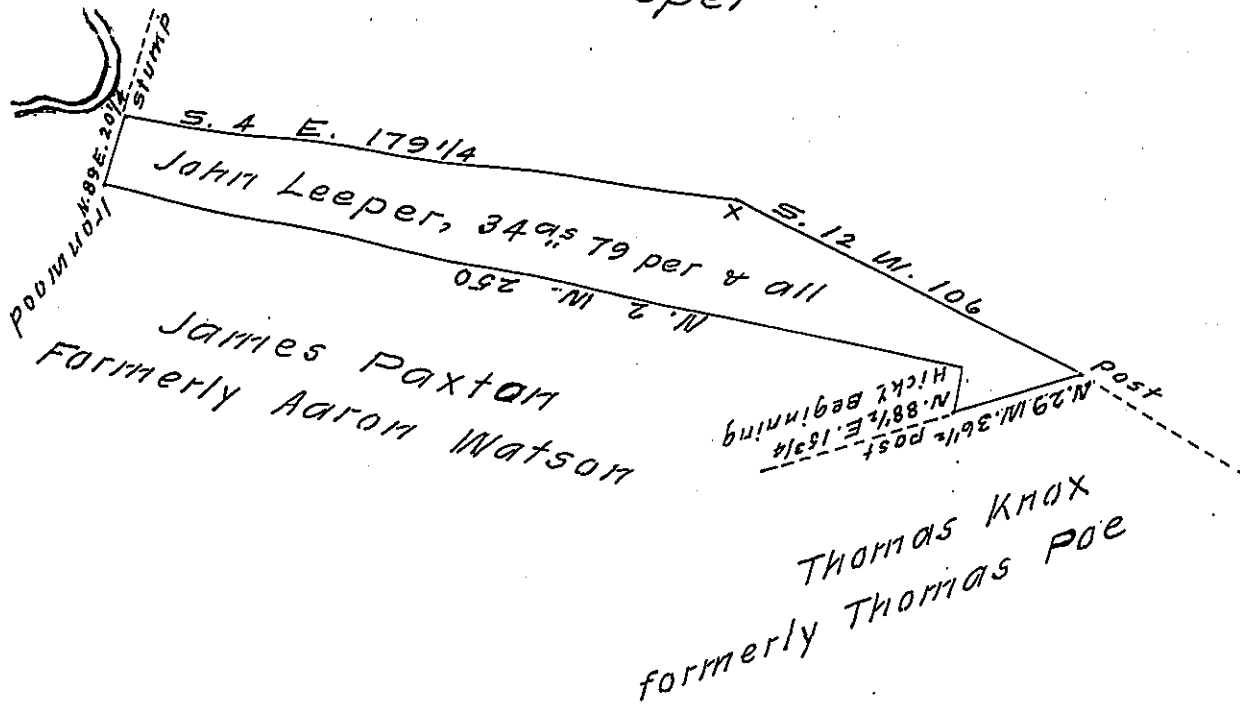 stump
N.89E.20 1/2
Ironwood
S. 4 E. 179 1/4
John Leeper, 34 as 79 per & all
x
S. 12 W. 106
N. 2 W. 250
James Paxton
Formerly Aaron Watson
Hick'y Beginning
N.88 1/2 E. 15 3/4
post
N.29 W. 36 1/2
post
Thomas Knox
formerly Thomas Poe